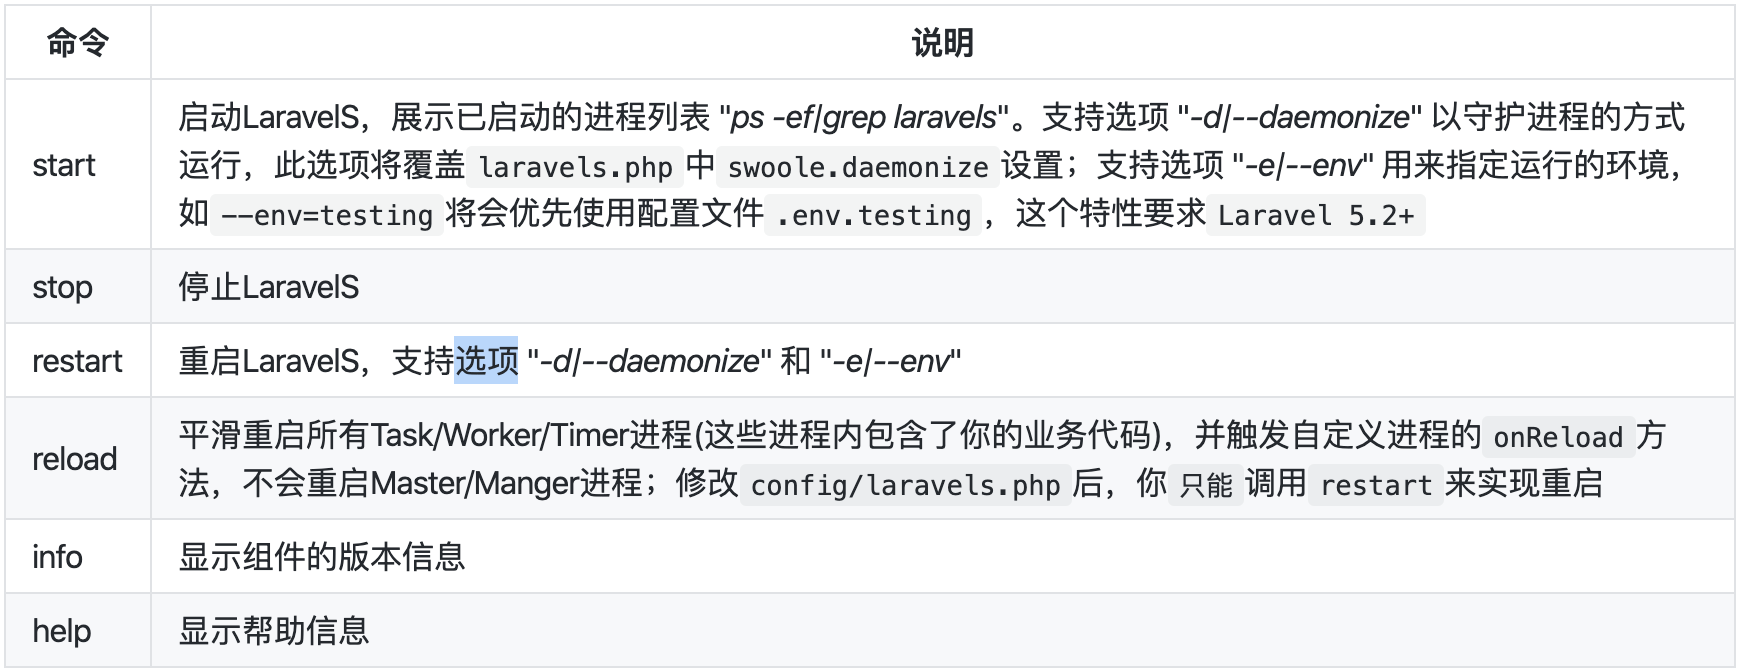 命令 说明
启动LaravelS，展示已启动的进程列表 "ps -ef|grep laravels"。支持选项 "-d|--daemonize" 以守护进程的方式
start 运行，此选项将覆盖 laravels.php 中 swoole.daemonize 设置；支持选项 "-e|--env" 用来指定运行的环境，
如 --env=testing 将会优先使用配置文件 .env.testing ，这个特性要求 Laravel 5.2+
stop 停止LaravelS
restart 重启LaravelS，支持选项 "-d|--daemonize" 和 "-e|--env"
reload 平滑重启所有Task/Worker/Timer进程(这些进程内包含了你的业务代码)，并触发自定义进程的 onReload 方
法，不会重启Master/Manger进程；修改 config/laravels.php 后，你 只能 调用 restart 来实现重启
info 显示组件的版本信息
help 显示帮助信息